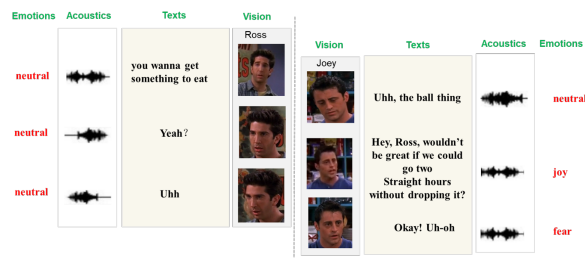 Emotions Acoustics Texts Vision
Ross
neutral
you wanna get
something to eat
neutral
Yeah?
neutral
Uhh
Vision Texts Acoustics Emotions
Joey
Uhh, the ball thing
neutral
Hey, Ross, wouldn't
be great if we could
go two
Straight hours
without dropping it?
joy
Okay! Uh-oh
fear